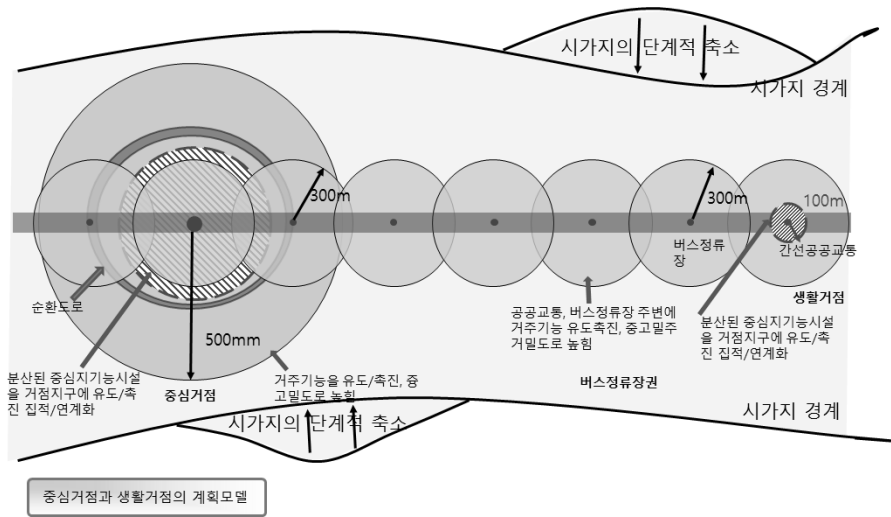 시가지의 단계적 축소
시가지 경계
300m
300m
100m
버스정류
장
간선공공교통
순환도로
생활거점
500mm
공공교통, 버스정류장 주변에
거주기능 유도촉진, 중고밀주
거밀도로 높힘
분산된 중심지기능시설
을 거점지구에 유도/촉
진 집적/연계화
분산된 중심지기능시설
을 거점지구에 유도/촉
진 집적/연계화
중심거점
거주기능을 유도/촉진, 중
고밀도로 높힘
버스정류장권
시가지의 단계적 축소
시가지 경계
중심거점과 생활거점의 계획모델